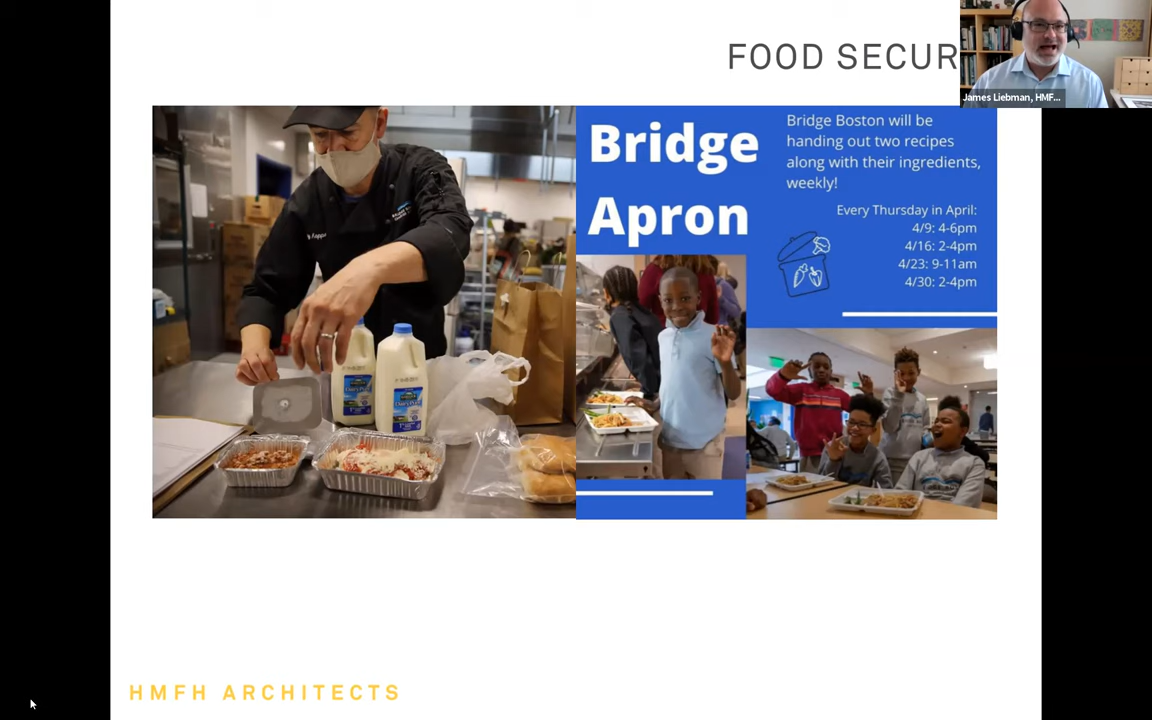 FOOD SECUR
James Liebman, HMF...
Bridge
Apron
Bridge Boston will be
handing out two recipes
along with their ingredients,
weekly!
Every Thursday in April:
4/9: 4-6pm
4/16: 2-4pm
4/23: 9-11am
4/30: 2-4pm
HMFH ARCHITECTS